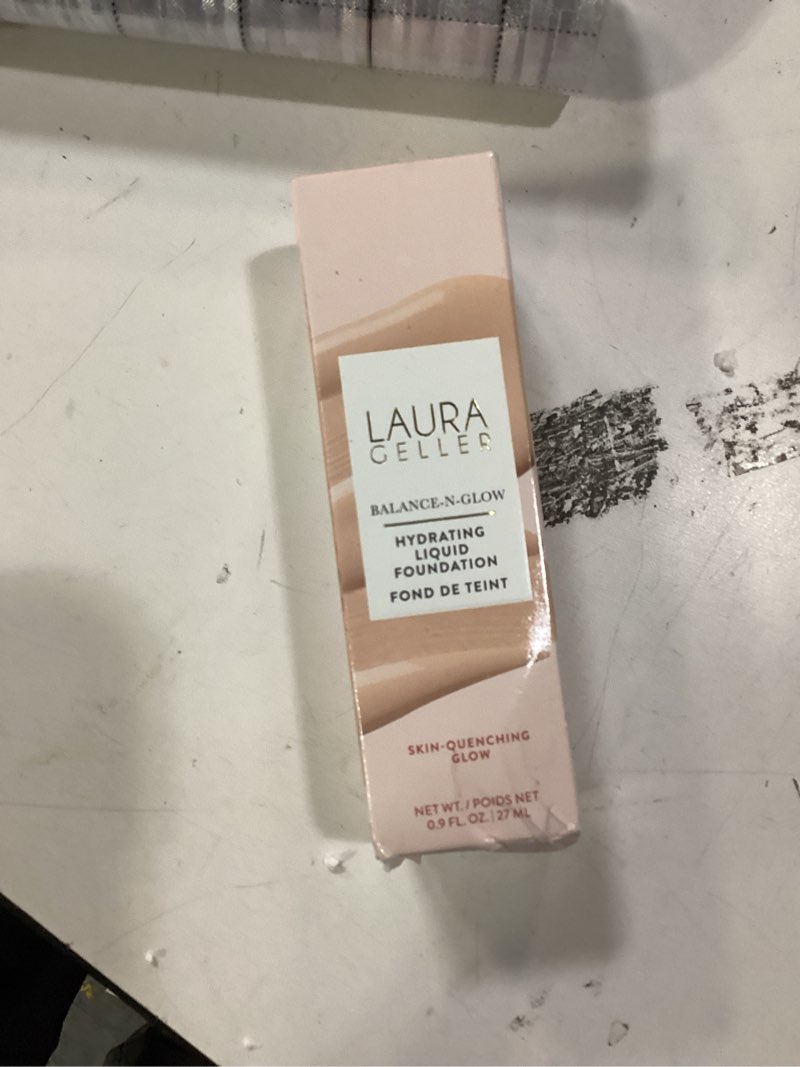 LAURA
GELLER
BALANCE-N-GLOW
HYDRATING
LIQUID
FOUNDATION
FOND DE TEINT
SKIN-QUENCHING
GLOW
NET WT. / POIDS NET
0.9 FL. OZ. | 27 ML